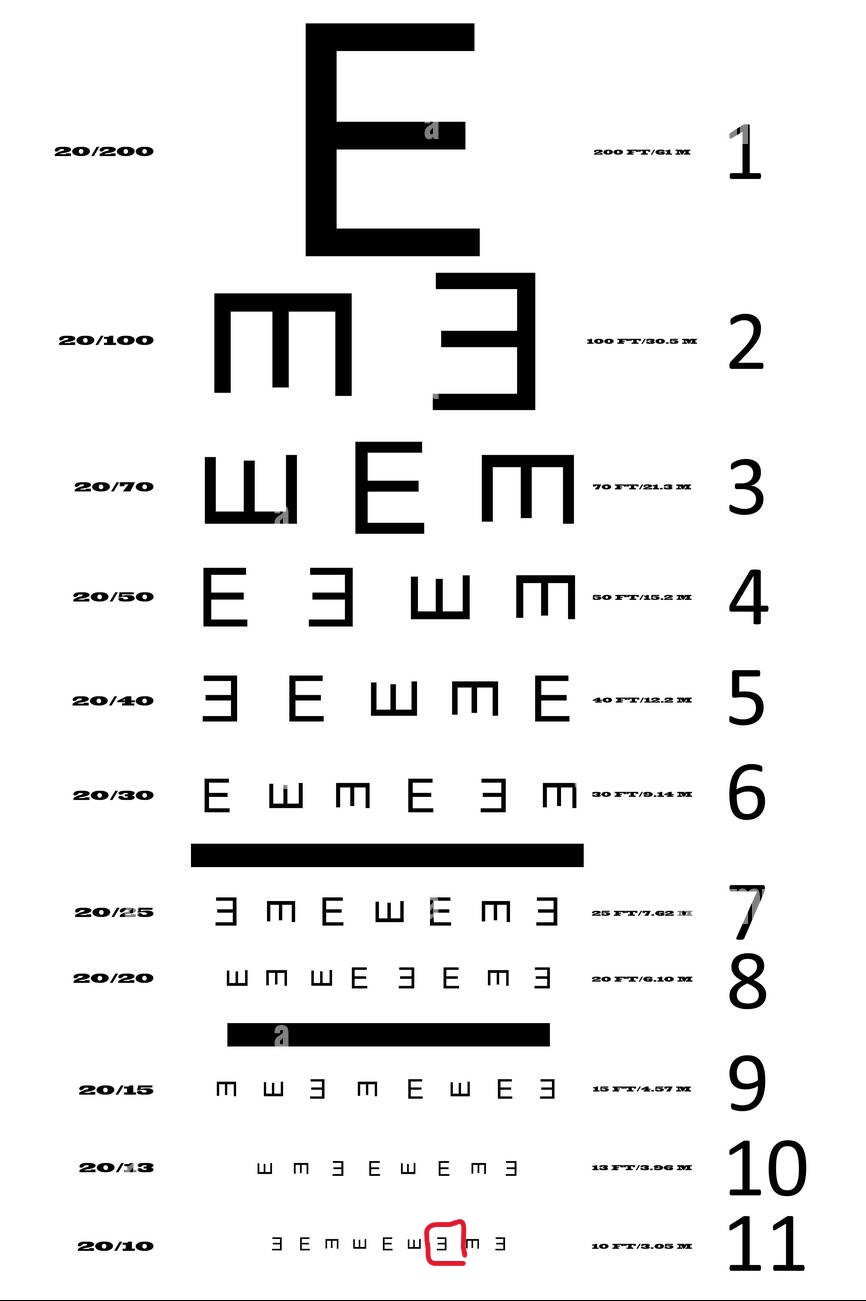 20/200 E 200 FT/61 M 1
20/100 m Ǝ 100 FT/30.5 M 2
20/70 Ш E m 70 FT/21.3 M 3
20/50 E Ǝ Ш m 50 FT/15.2 M 4
20/40 Ǝ E Ш m E 40 FT/12.2 M 5
20/30 E Ш m E Ǝ m 30 FT/9.14 M 6
20/25 Ǝ m E Ш E m Ǝ 25 FT/7.62 M 7
20/20 Ш m Ш E Ǝ E m Ǝ 20 FT/6.10 M 8
20/15 m Ш Ǝ m E Ш E Ǝ 15 FT/4.57 M 9
20/13 Ш m Ǝ E Ш E m Ǝ 13 FT/3.96 M 10
20/10 Ǝ E m Ш E Ш Ǝ m Ǝ 10 FT/3.05 M 11